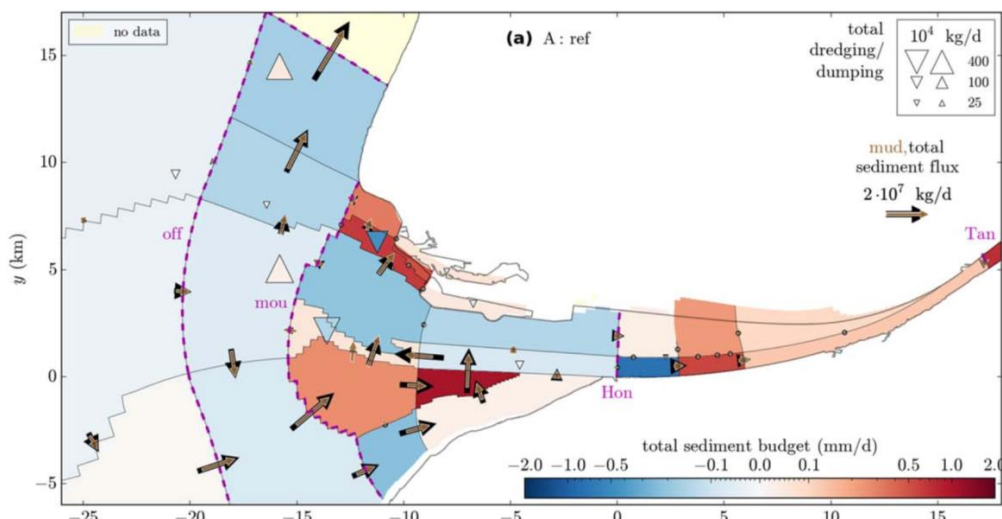 no data
(a) A : ref
total
dredging/
dumping
10⁴ kg/d
400
100
25
mud,total
sediment flux
2·10⁷ kg/d
off
mou
Hon
Tan
y (km)
15
10
5
0
−5
total sediment budget (mm/d)
−2.0 −1.0 −0.5 −0.1 0.0 0.1 0.5 1.0 2.0
−25 −20 −15 −10 −5 0 5 10 15